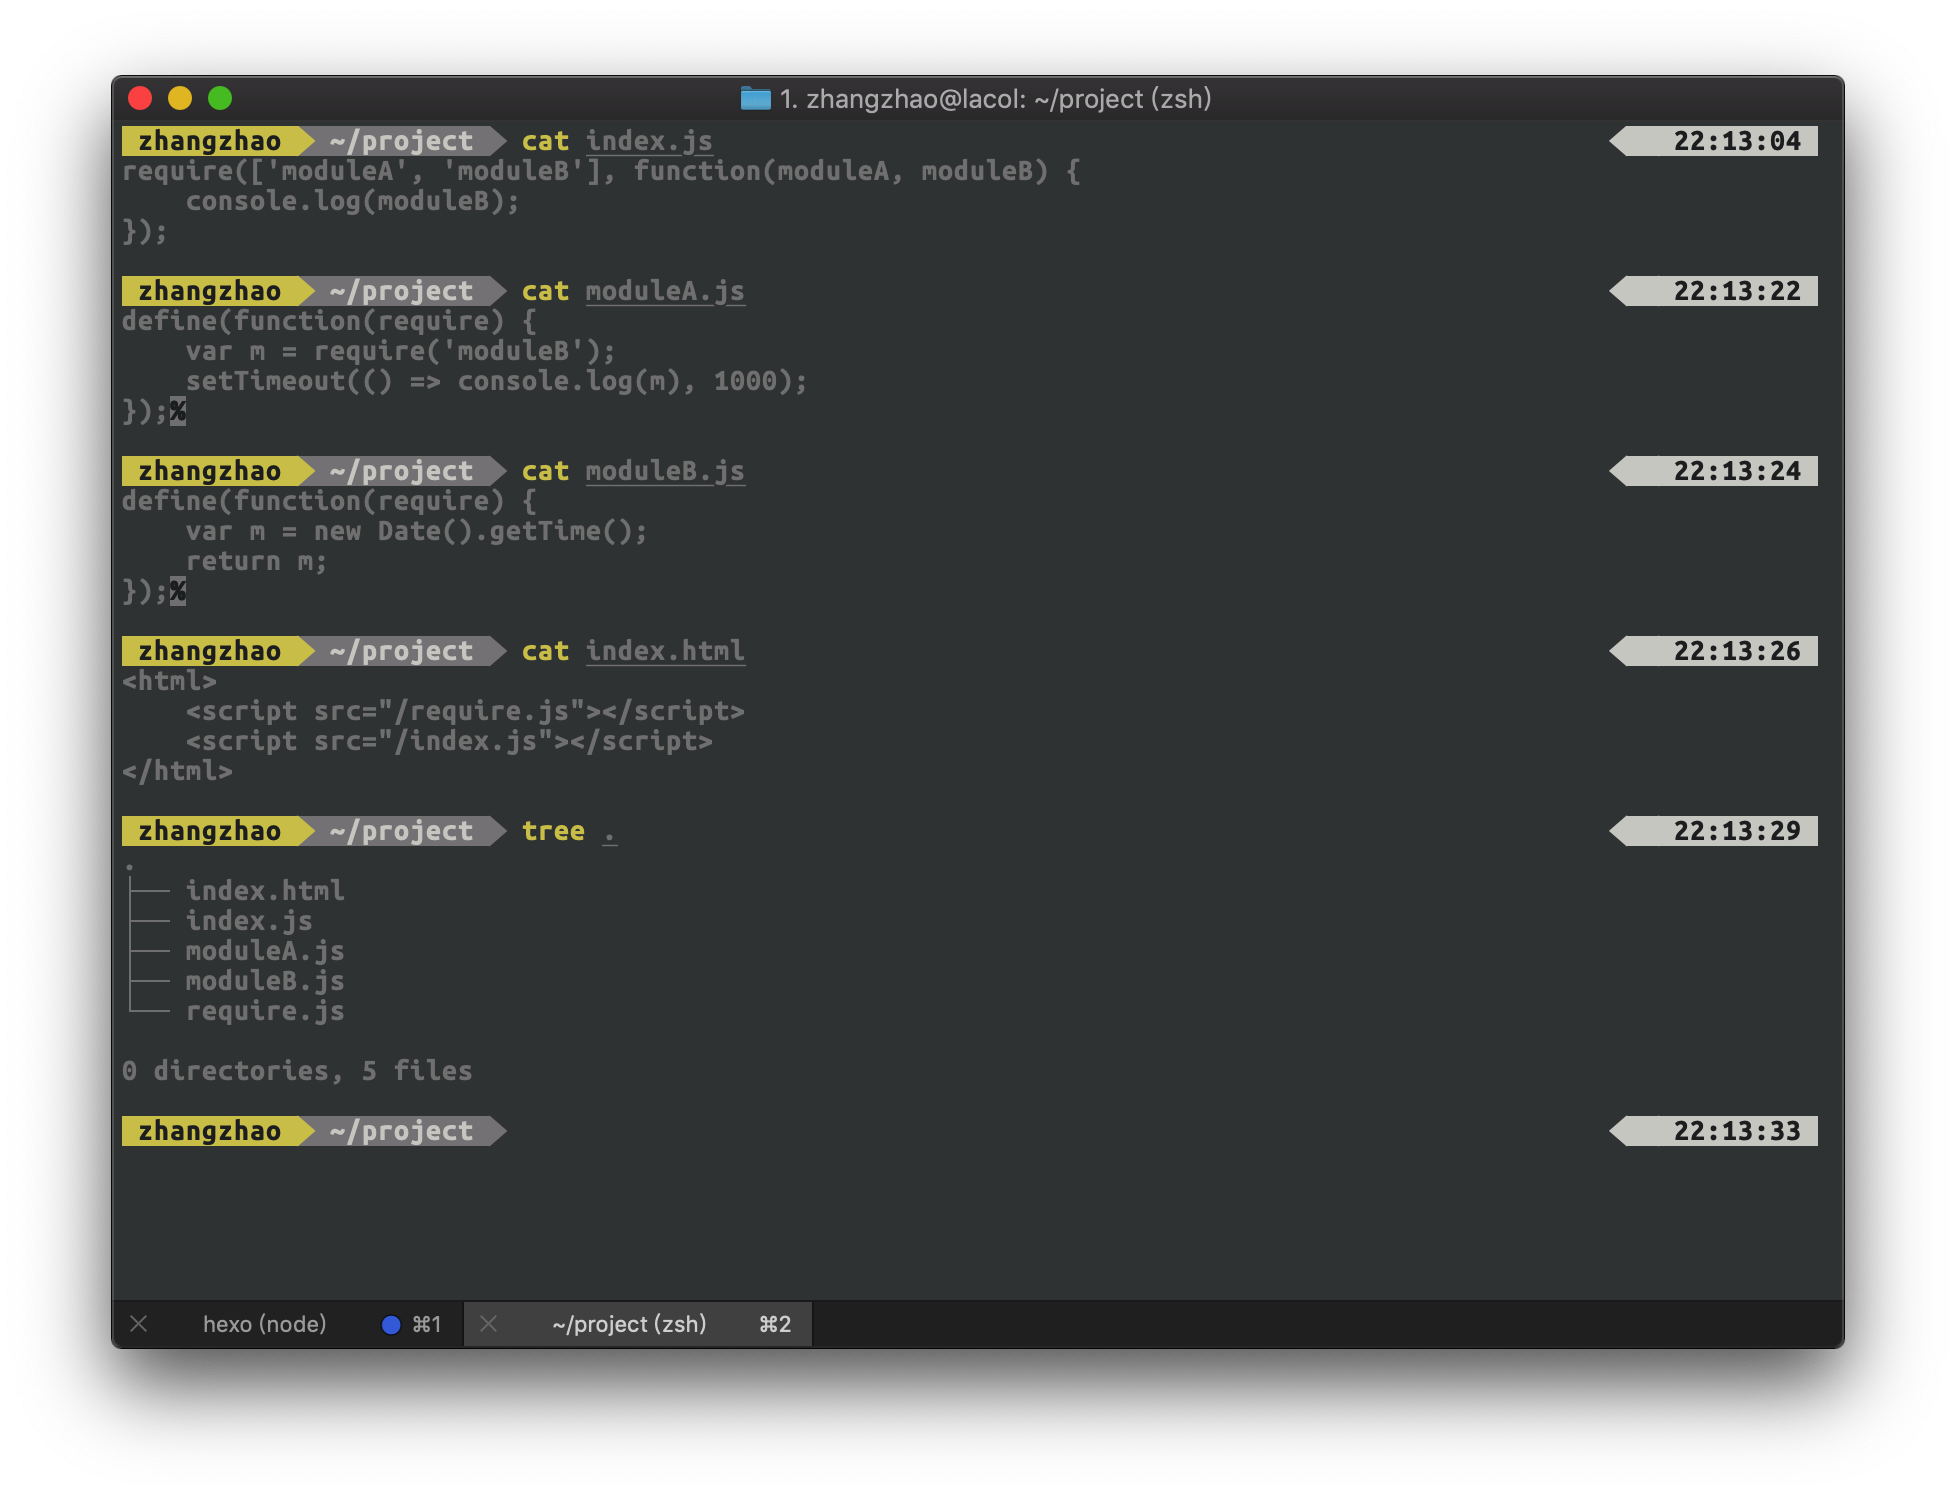 1. zhangzhao@lacol: ~/project (zsh)
zhangzhao ~/project cat index.js 22:13:04
require(['moduleA', 'moduleB'], function(moduleA, moduleB) {
    console.log(moduleB);
});
zhangzhao ~/project cat moduleA.js 22:13:22
define(function(require) {
    var m = require('moduleB');
    setTimeout(() => console.log(m), 1000);
});%
zhangzhao ~/project cat moduleB.js 22:13:24
define(function(require) {
    var m = new Date().getTime();
    return m;
});%
zhangzhao ~/project cat index.html 22:13:26
<html>
    <script src="/require.js"></script>
    <script src="/index.js"></script>
</html>
zhangzhao ~/project tree . 22:13:29
.
├── index.html
├── index.js
├── moduleA.js
├── moduleB.js
└── require.js
0 directories, 5 files
zhangzhao ~/project 22:13:33
hexo (node) ⌘1 ~/project (zsh) ⌘2